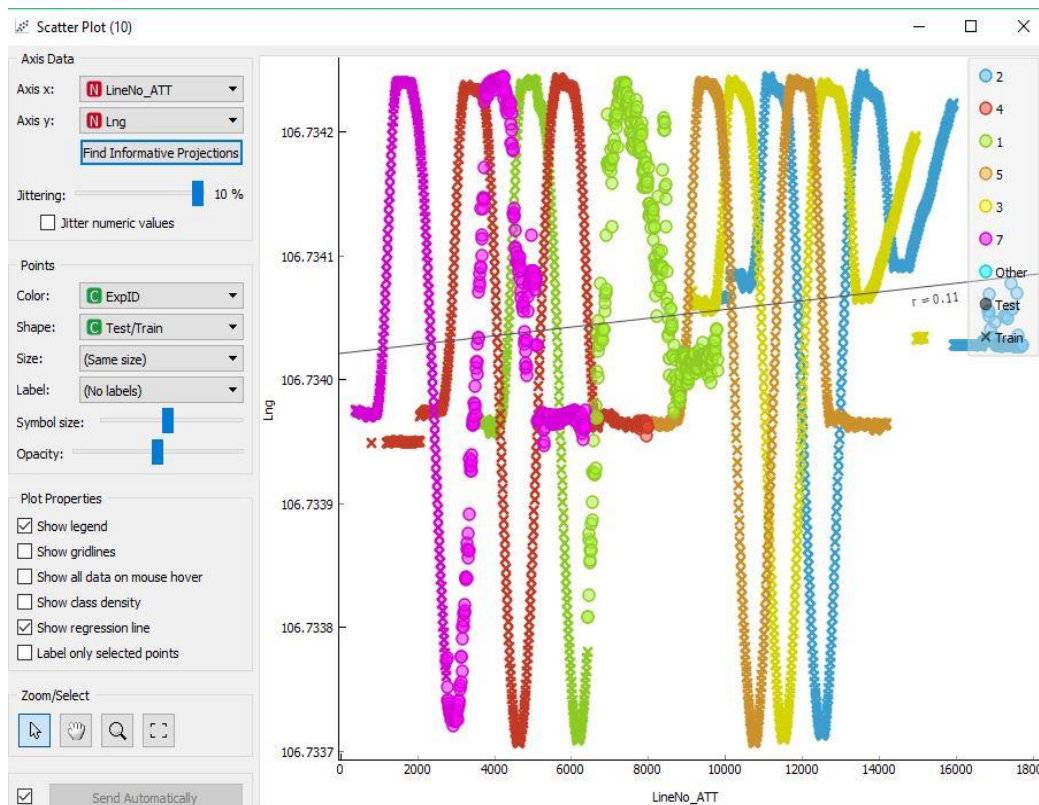 Scatter Plot (10)
Axis Data
Axis x: N LineNo_ATT
Axis y: N Lng
Find Informative Projections
Jittering: 10 %
Jitter numeric values
Points
Color: C ExpID
Shape: C Test/Train
Size: (Same size)
Label: (No labels)
Symbol size:
Opacity:
Plot Properties
Show legend
Show gridlines
Show all data on mouse hover
Show class density
Show regression line
Label only selected points
Zoom/Select
Send Automatically
Lng
106.7342
106.7341
106.7340
106.7339
106.7338
106.7337
0 2000 4000 6000 8000 10000 12000 14000 16000 1800
LineNo_ATT
r = 0.11
2
4
1
5
3
7
Other
Test
Train